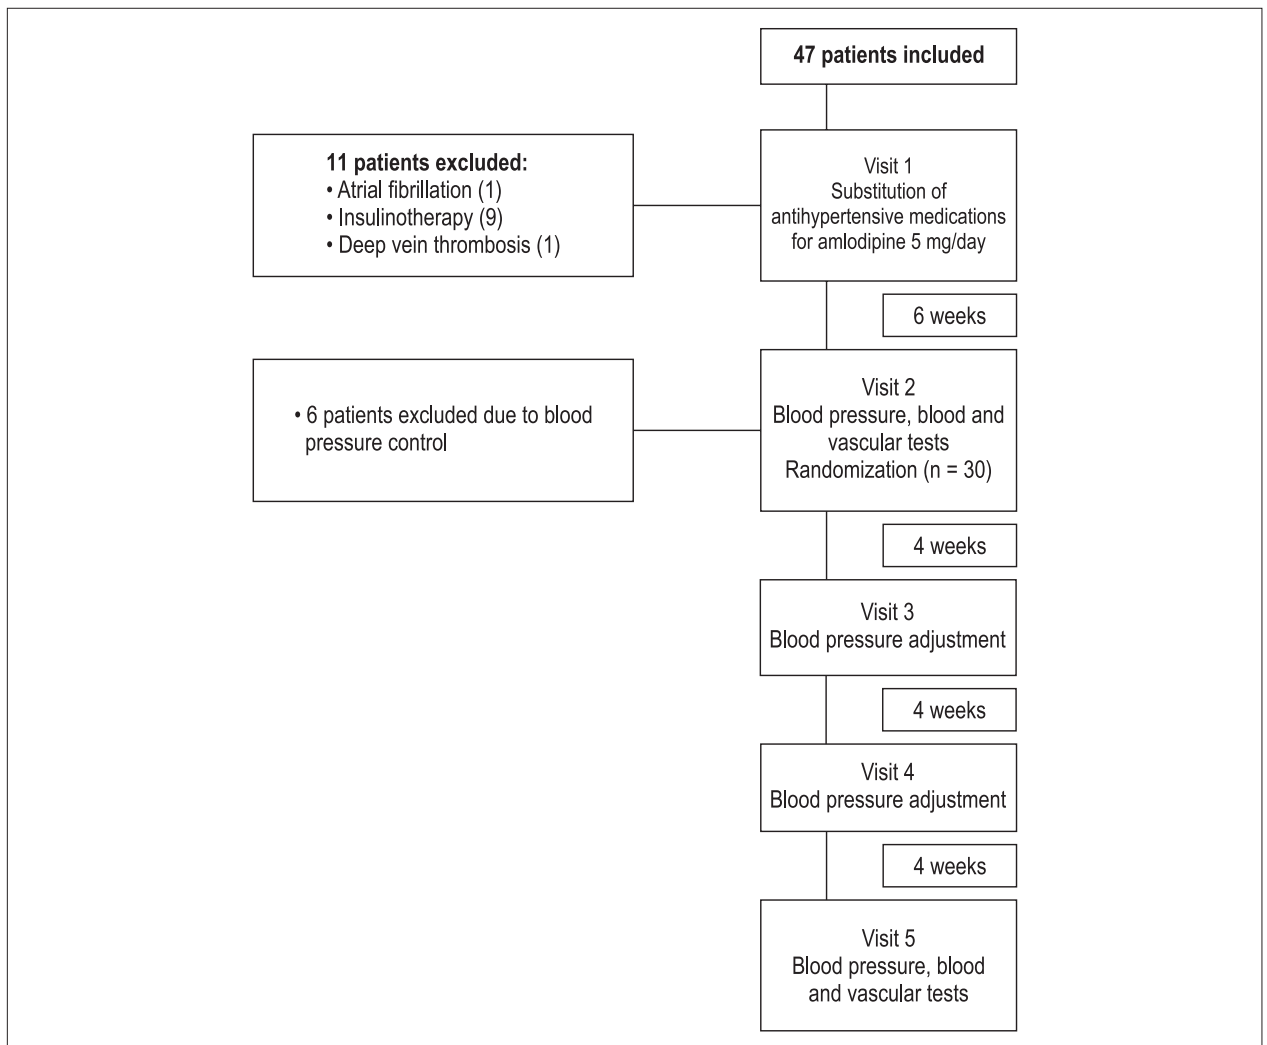 47 patients included
11 patients excluded:
• Atrial fibrillation (1)
• Insulinotherapy (9)
• Deep vein thrombosis (1)
Visit 1
Substitution of
antihypertensive medications
for amlodipine 5 mg/day
6 weeks
• 6 patients excluded due to blood
pressure control
Visit 2
Blood pressure, blood and
vascular tests
Randomization (n = 30)
4 weeks
Visit 3
Blood pressure adjustment
4 weeks
Visit 4
Blood pressure adjustment
4 weeks
Visit 5
Blood pressure, blood
and vascular tests